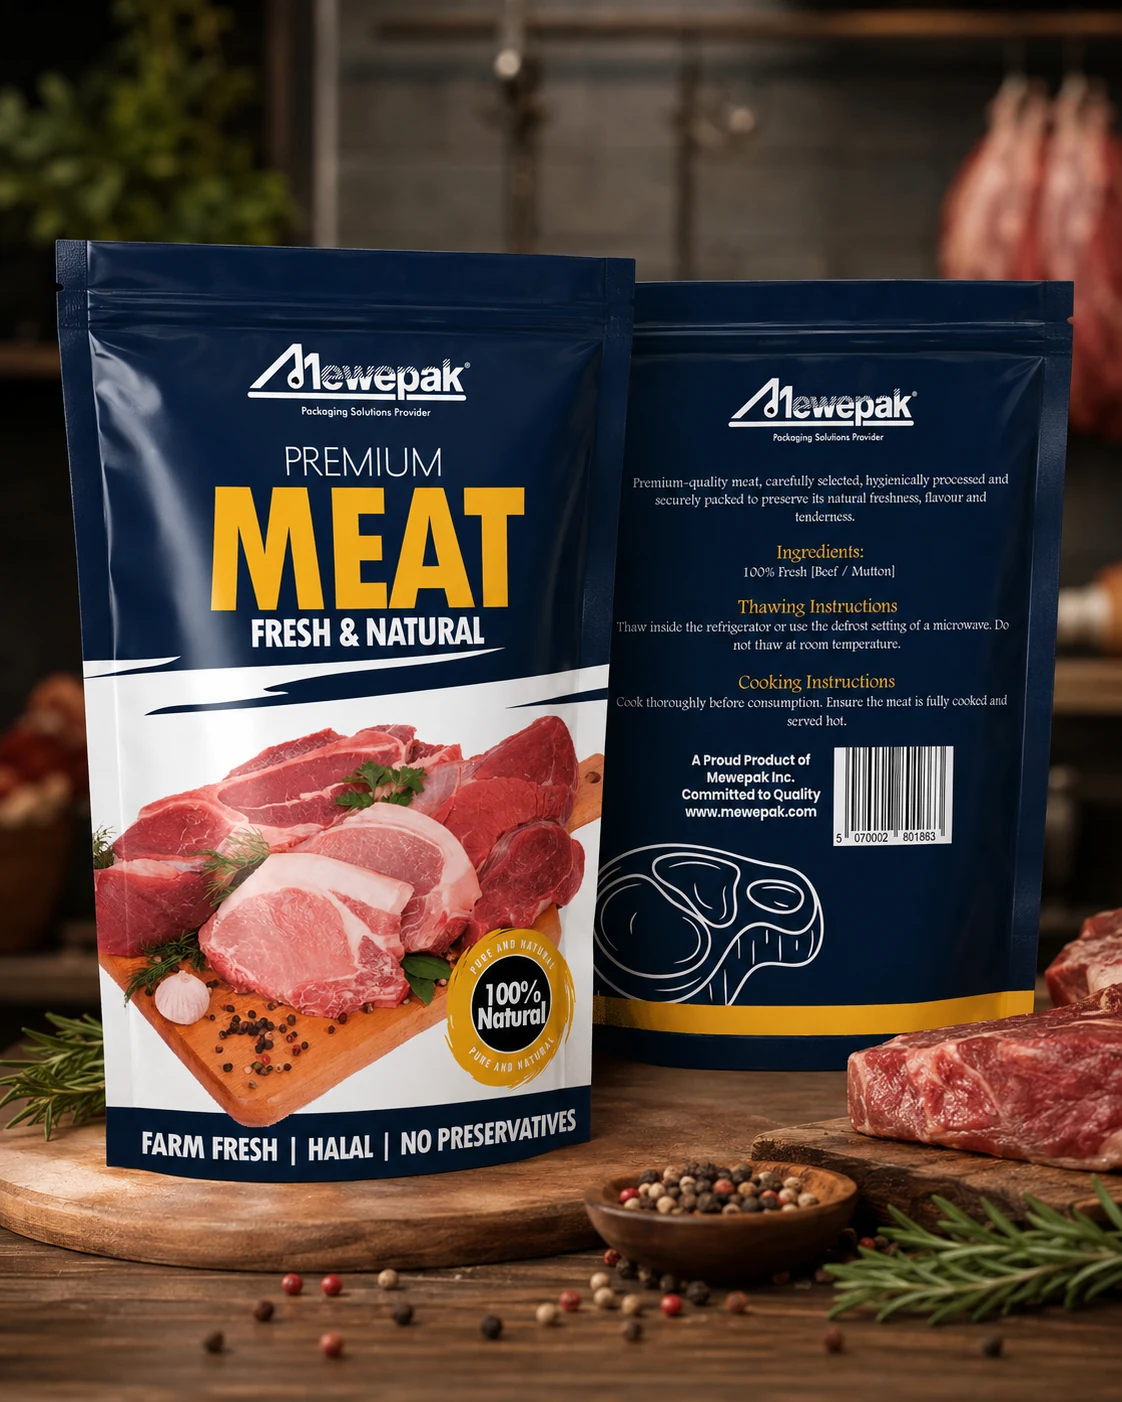 Mewepak®
Packaging Solutions Provider
PREMIUM
MEAT
FRESH & NATURAL
PURE AND NATURAL
100%
Natural
PURE AND NATURAL
FARM FRESH | HALAL | NO PRESERVATIVES
Mewepak®
Packaging Solutions Provider
Premium-quality meat, carefully selected, hygienically processed and
securely packed to preserve its natural freshness, flavour and
tenderness.
Ingredients:
100% Fresh [Beef / Mutton]
Thawing Instructions
Thaw inside the refrigerator or use the defrost setting of a microwave. Do
not thaw at room temperature.
Cooking Instructions
Cook thoroughly before consumption. Ensure the meat is fully cooked and
served hot.
A Proud Product of
Mewepak Inc.
Committed to Quality
www.mewepak.com
5 070002 801863